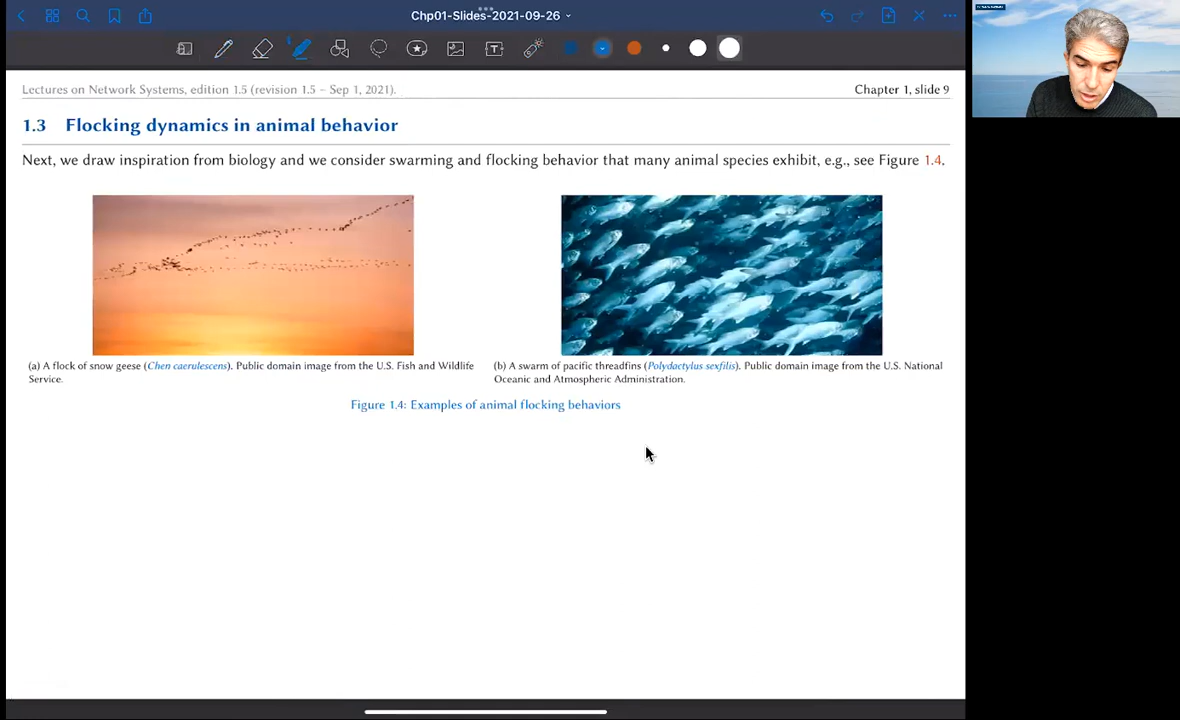 Chp01-Slides-2021-09-26
Lectures on Network Systems, edition 1.5 (revision 1.5 – Sep 1, 2021).
Chapter 1, slide 9
1.3 Flocking dynamics in animal behavior
Next, we draw inspiration from biology and we consider swarming and flocking behavior that many animal species exhibit, e.g., see Figure 1.4.
(a) A flock of snow geese (Chen caerulescens). Public domain image from the U.S. Fish and Wildlife
Service.
(b) A swarm of pacific threadfins (Polydactylus sexfilis). Public domain image from the U.S. National
Oceanic and Atmospheric Administration.
Figure 1.4: Examples of animal flocking behaviors